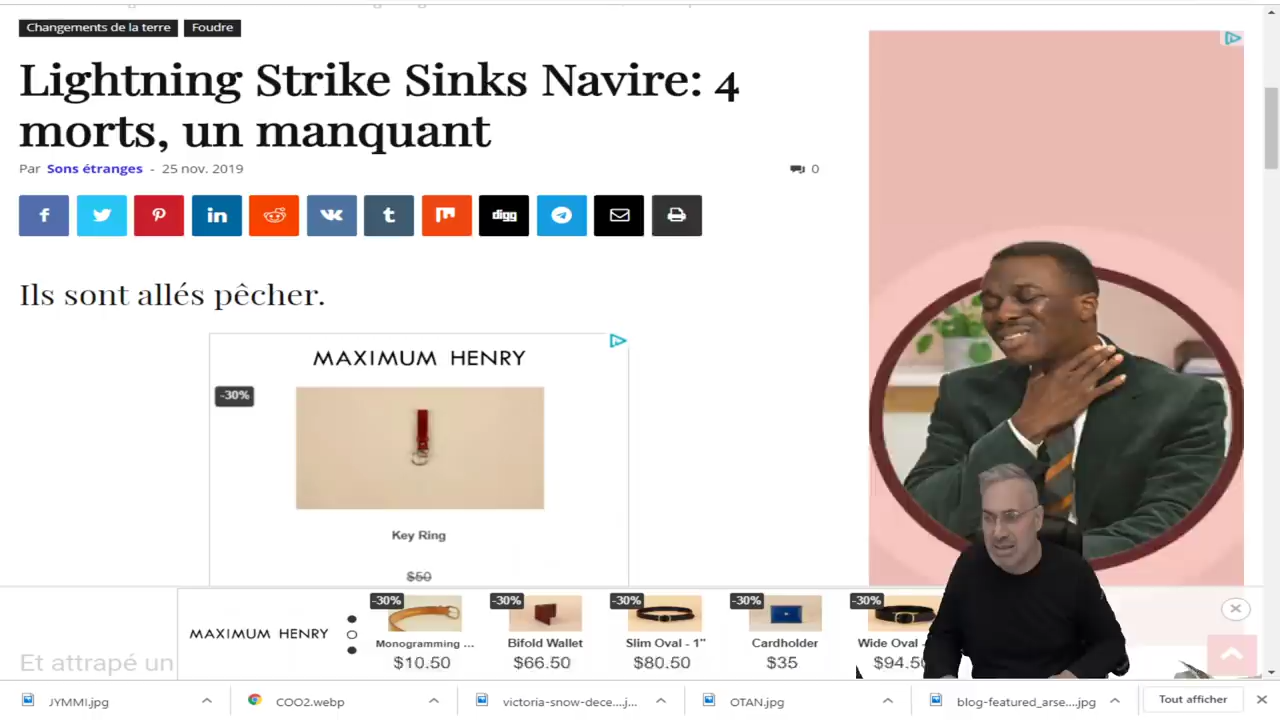 Changements de la terre Foudre
Lightning Strike Sinks Navire: 4
morts, un manquant
Par Sons étranges - 25 nov. 2019 0
f in t digg
Ils sont allés pêcher.
MAXIMUM HENRY
-30%
Key Ring
$50
-30% -30% -30% -30% -30%
MAXIMUM HENRY
Monogramming ... Bifold Wallet Slim Oval - 1" Cardholder Wide Oval
$10.50 $66.50 $80.50 $35 $94.50
Et attrapé un
JYMMI.jpg COO2.webp victoria-snow-dece....j... OTAN.jpg blog-featured_arse....jpg Tout afficher